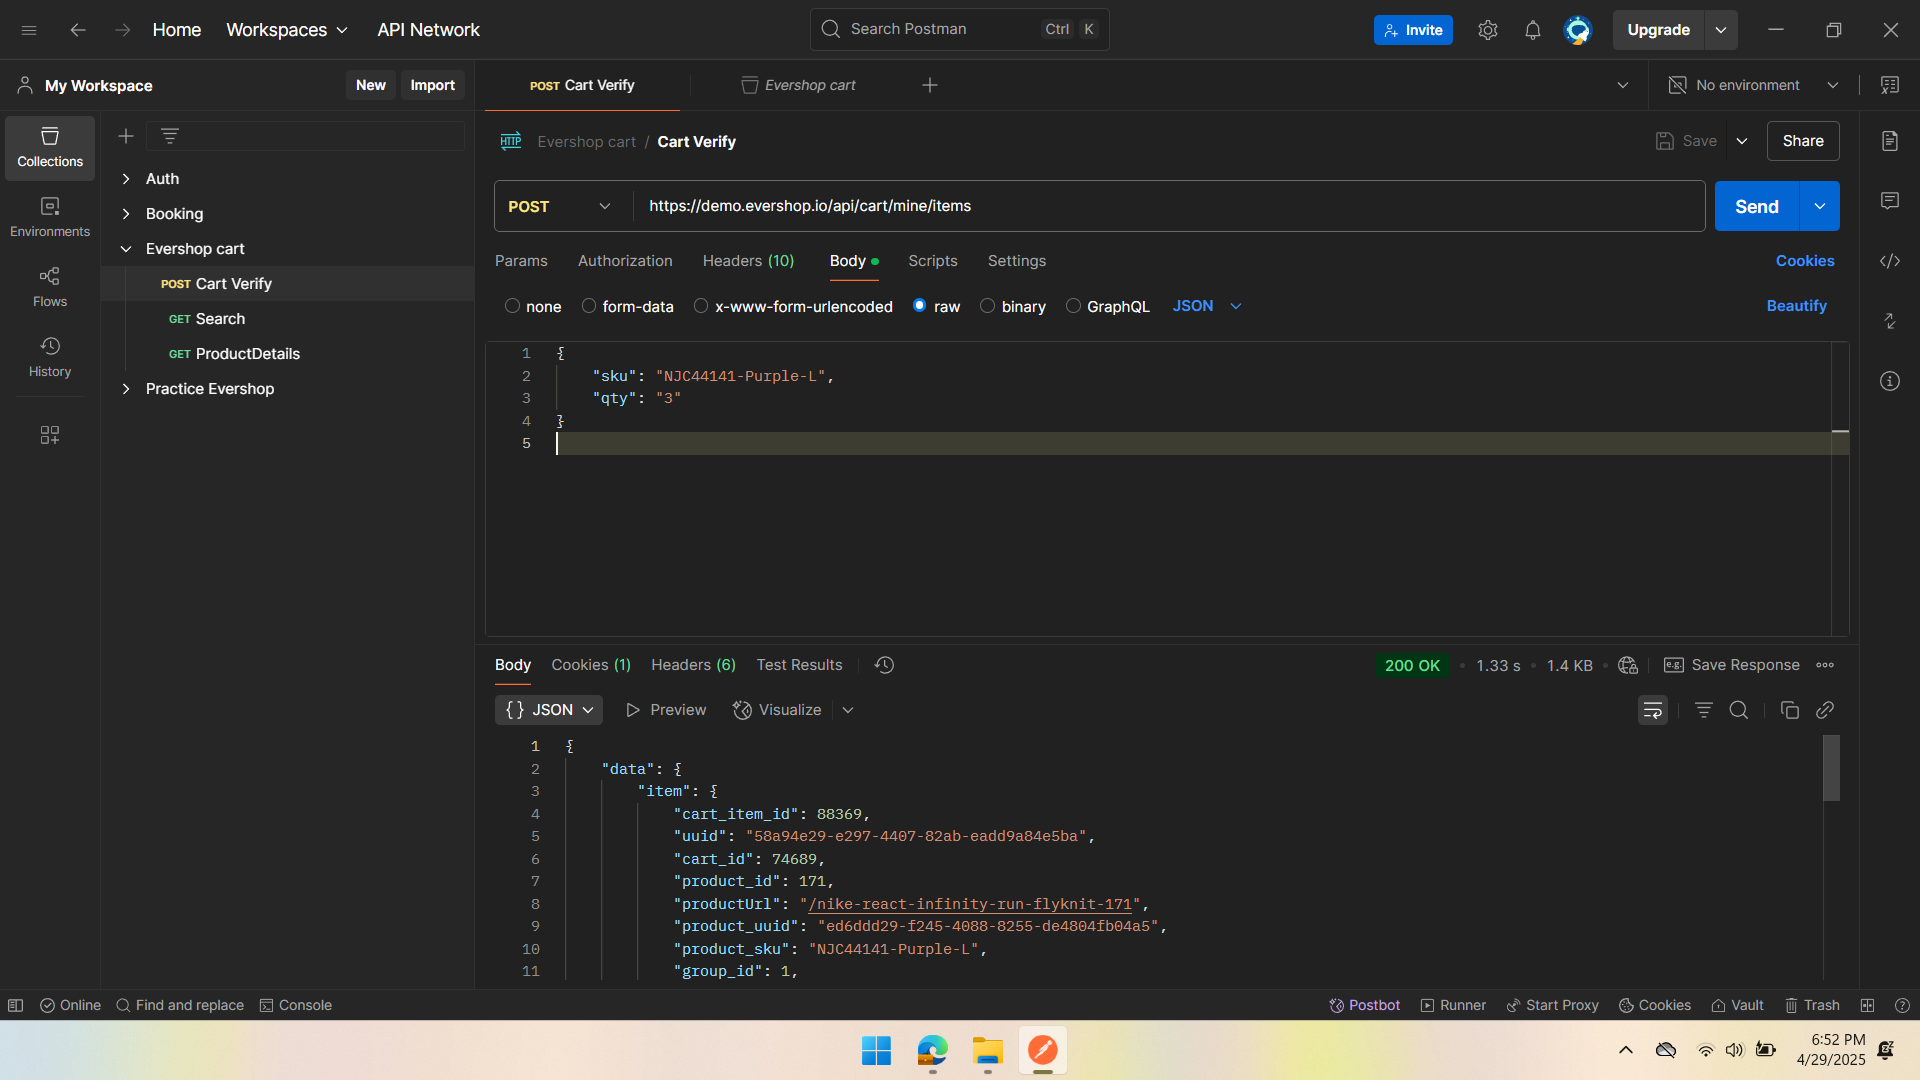 Home Workspaces API Network Search Postman Ctrl K Invite Upgrade
My Workspace New Import POST Cart Verify Evershop cart No environment
Collections
Environments
Flows
History
Auth
Booking
Evershop cart
POST Cart Verify
GET Search
GET ProductDetails
Practice Evershop
HTTP Evershop cart / Cart Verify Save Share
POST https://demo.evershop.io/api/cart/mine/items Send
Params Authorization Headers (10) Body Scripts Settings Cookies
none form-data x-www-form-urlencoded raw binary GraphQL JSON Beautify
1 {
2 "sku": "NJC44141-Purple-L",
3 "qty": "3"
4 }
5
Body Cookies (1) Headers (6) Test Results 200 OK • 1.33 s • 1.4 KB • e.g. Save Response
{} JSON Preview Visualize
1 {
2 "data": {
3 "item": {
4 "cart_item_id": 88369,
5 "uuid": "58a94e29-e297-4407-82ab-eadd9a84e5ba",
6 "cart_id": 74689,
7 "product_id": 171,
8 "productUrl": "/nike-react-infinity-run-flyknit-171",
9 "product_uuid": "ed6ddd29-f245-4088-8255-de4804fb04a5",
10 "product_sku": "NJC44141-Purple-L",
11 "group_id": 1,
Online Find and replace Console Postbot Runner Start Proxy Cookies Vault Trash
6:52 PM
4/29/2025